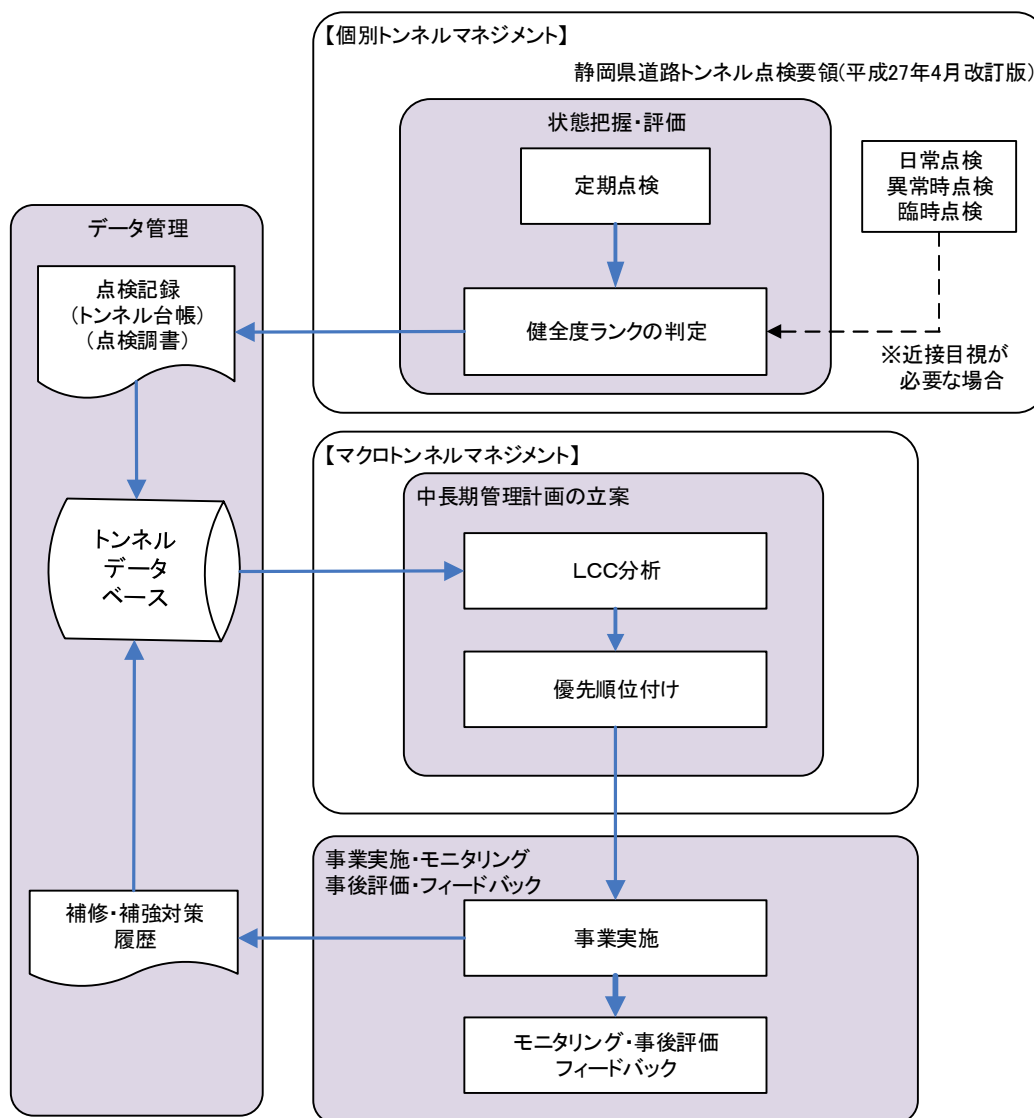 【個別トンネルマネジメント】
静岡県道路トンネル点検要領(平成27年4月改訂版)
状態把握・評価
定期点検
日常点検
異常時点検
臨時点検
健全度ランクの判定
※近接目視が
必要な場合
データ管理
点検記録
(トンネル台帳)
(点検調書)
トンネル
データ
ベース
補修・補強対策
履歴
【マクロトンネルマネジメント】
中長期管理計画の立案
LCC分析
優先順位付け
事業実施・モニタリング
事後評価・フィードバック
事業実施
モニタリング・事後評価
フィードバック